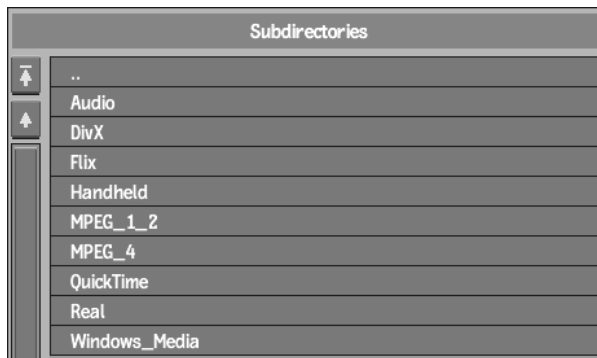 Subdirectories
..
Audio
DivX
Flix
Handheld
MPEG_1_2
MPEG_4
QuickTime
Real
Windows_Media